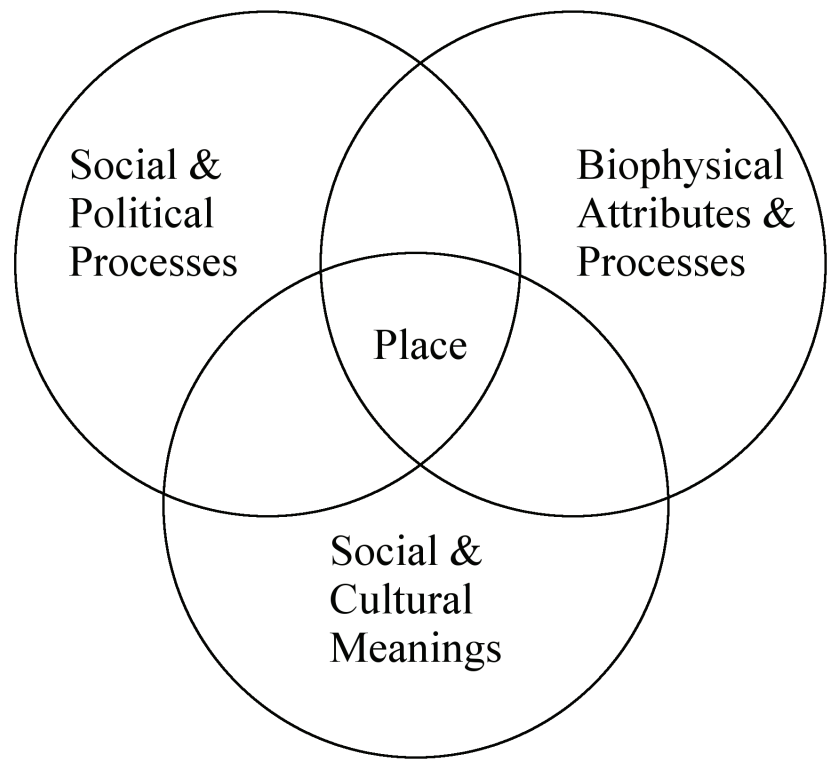 Social &
Political
Processes
Biophysical
Attributes &
Processes
Place
Social &
Cultural
Meanings